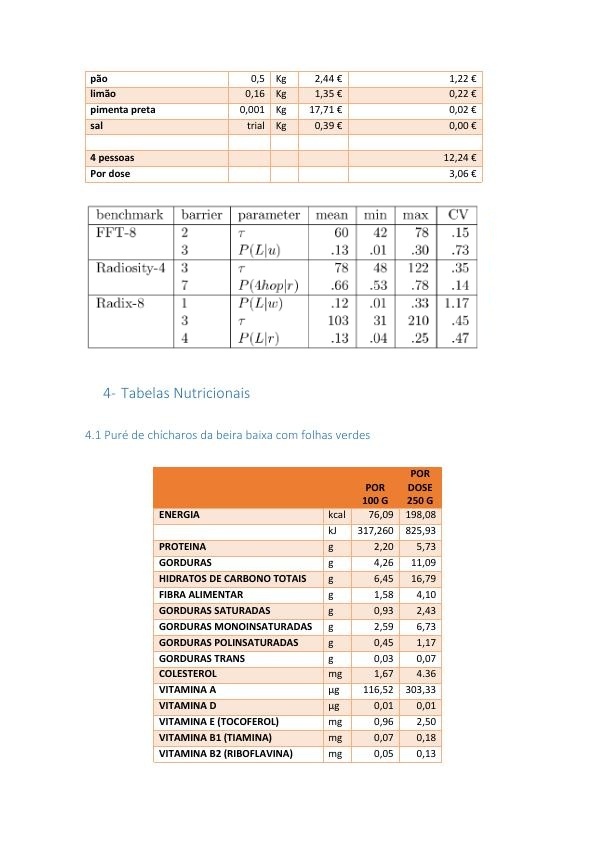 pão 0,5 Kg 2,44 € 1,22 €
limão 0,16 Kg 1,35 € 0,22 €
pimenta preta 0,001 Kg 17,71 € 0,02 €
sal trial Kg 0,39 € 0,00 €
4 pessoas 12,24 €
Por dose 3,06 €
benchmark barrier parameter mean min max CV
FFT-8 2 τ 60 42 78 .15
3 P(L|u) .13 .01 .30 .73
Radiosity-4 3 τ 78 48 122 .35
7 P(4hop|r) .66 .53 .78 .14
Radix-8 1 P(L|w) .12 .01 .33 1.17
3 τ 103 31 210 .45
4 P(L|r) .13 .04 .25 .47
4- Tabelas Nutricionais
4.1 Puré de chícharos da beira baixa com folhas verdes
POR 100 G POR DOSE 250 G
ENERGIA kcal 76,09 198,08
kJ 317,260 825,93
PROTEINA g 2,20 5,73
GORDURAS g 4,26 11,09
HIDRATOS DE CARBONO TOTAIS g 6,45 16,79
FIBRA ALIMENTAR g 1,58 4,10
GORDURAS SATURADAS g 0,93 2,43
GORDURAS MONOINSATURADAS g 2,59 6,73
GORDURAS POLINSATURADAS g 0,45 1,17
GORDURAS TRANS g 0,03 0,07
COLESTEROL mg 1,67 4.36
VITAMINA A µg 116,52 303,33
VITAMINA D µg 0,01 0,01
VITAMINA E (TOCOFEROL) mg 0,96 2,50
VITAMINA B1 (TIAMINA) mg 0,07 0,18
VITAMINA B2 (RIBOFLAVINA) mg 0,05 0,13